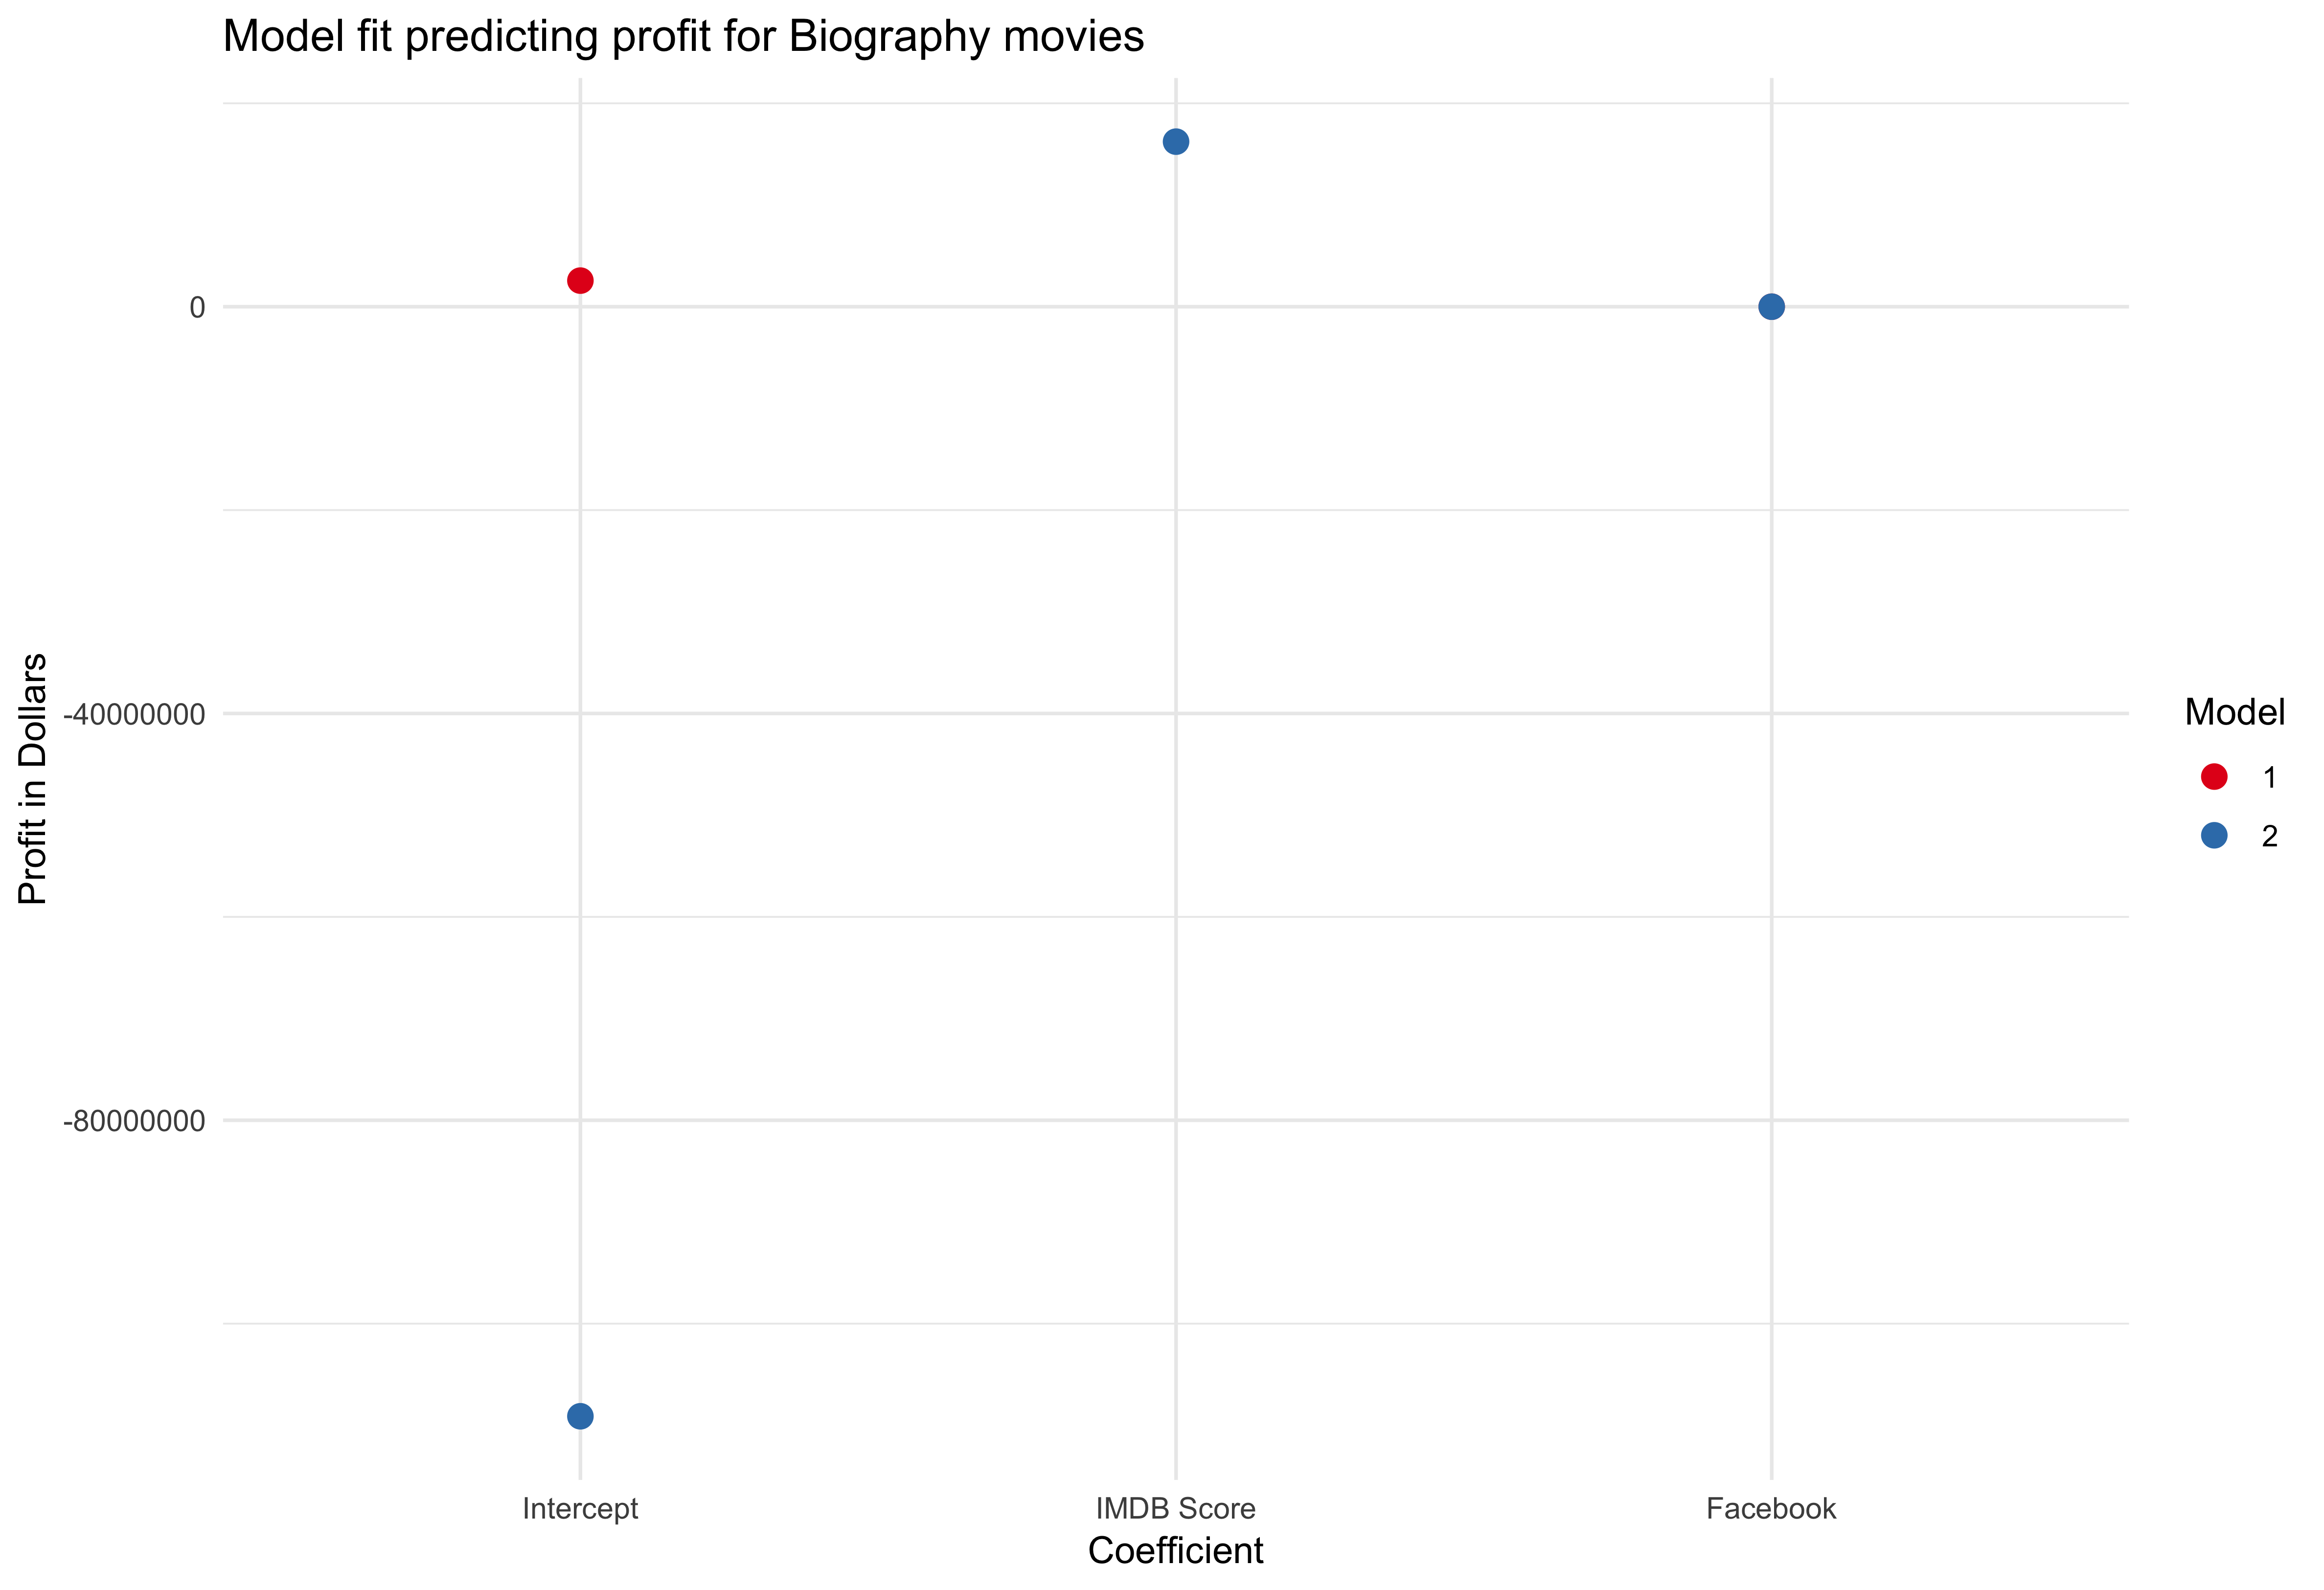 Model fit predicting profit for Biography movies
Profit in Dollars
0
-40000000
-80000000
Intercept
IMDB Score
Facebook
Coefficient
Model
1
2